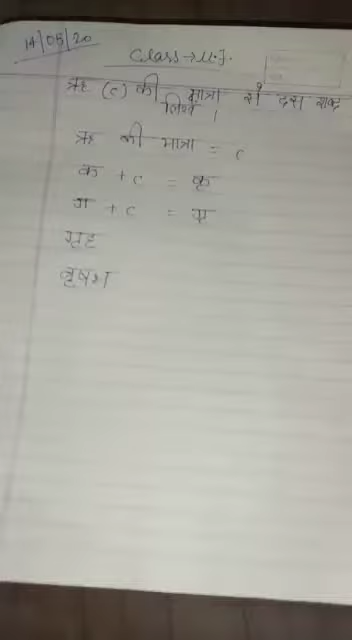 14/05/20
Class - U.J.
ऋ (ृ) की मात्रा से दस शब्द
लिखे ।
ऋ की मात्रा = ृ
क + ृ = कृ
ग + ृ = गृ
गृह
वृषभ